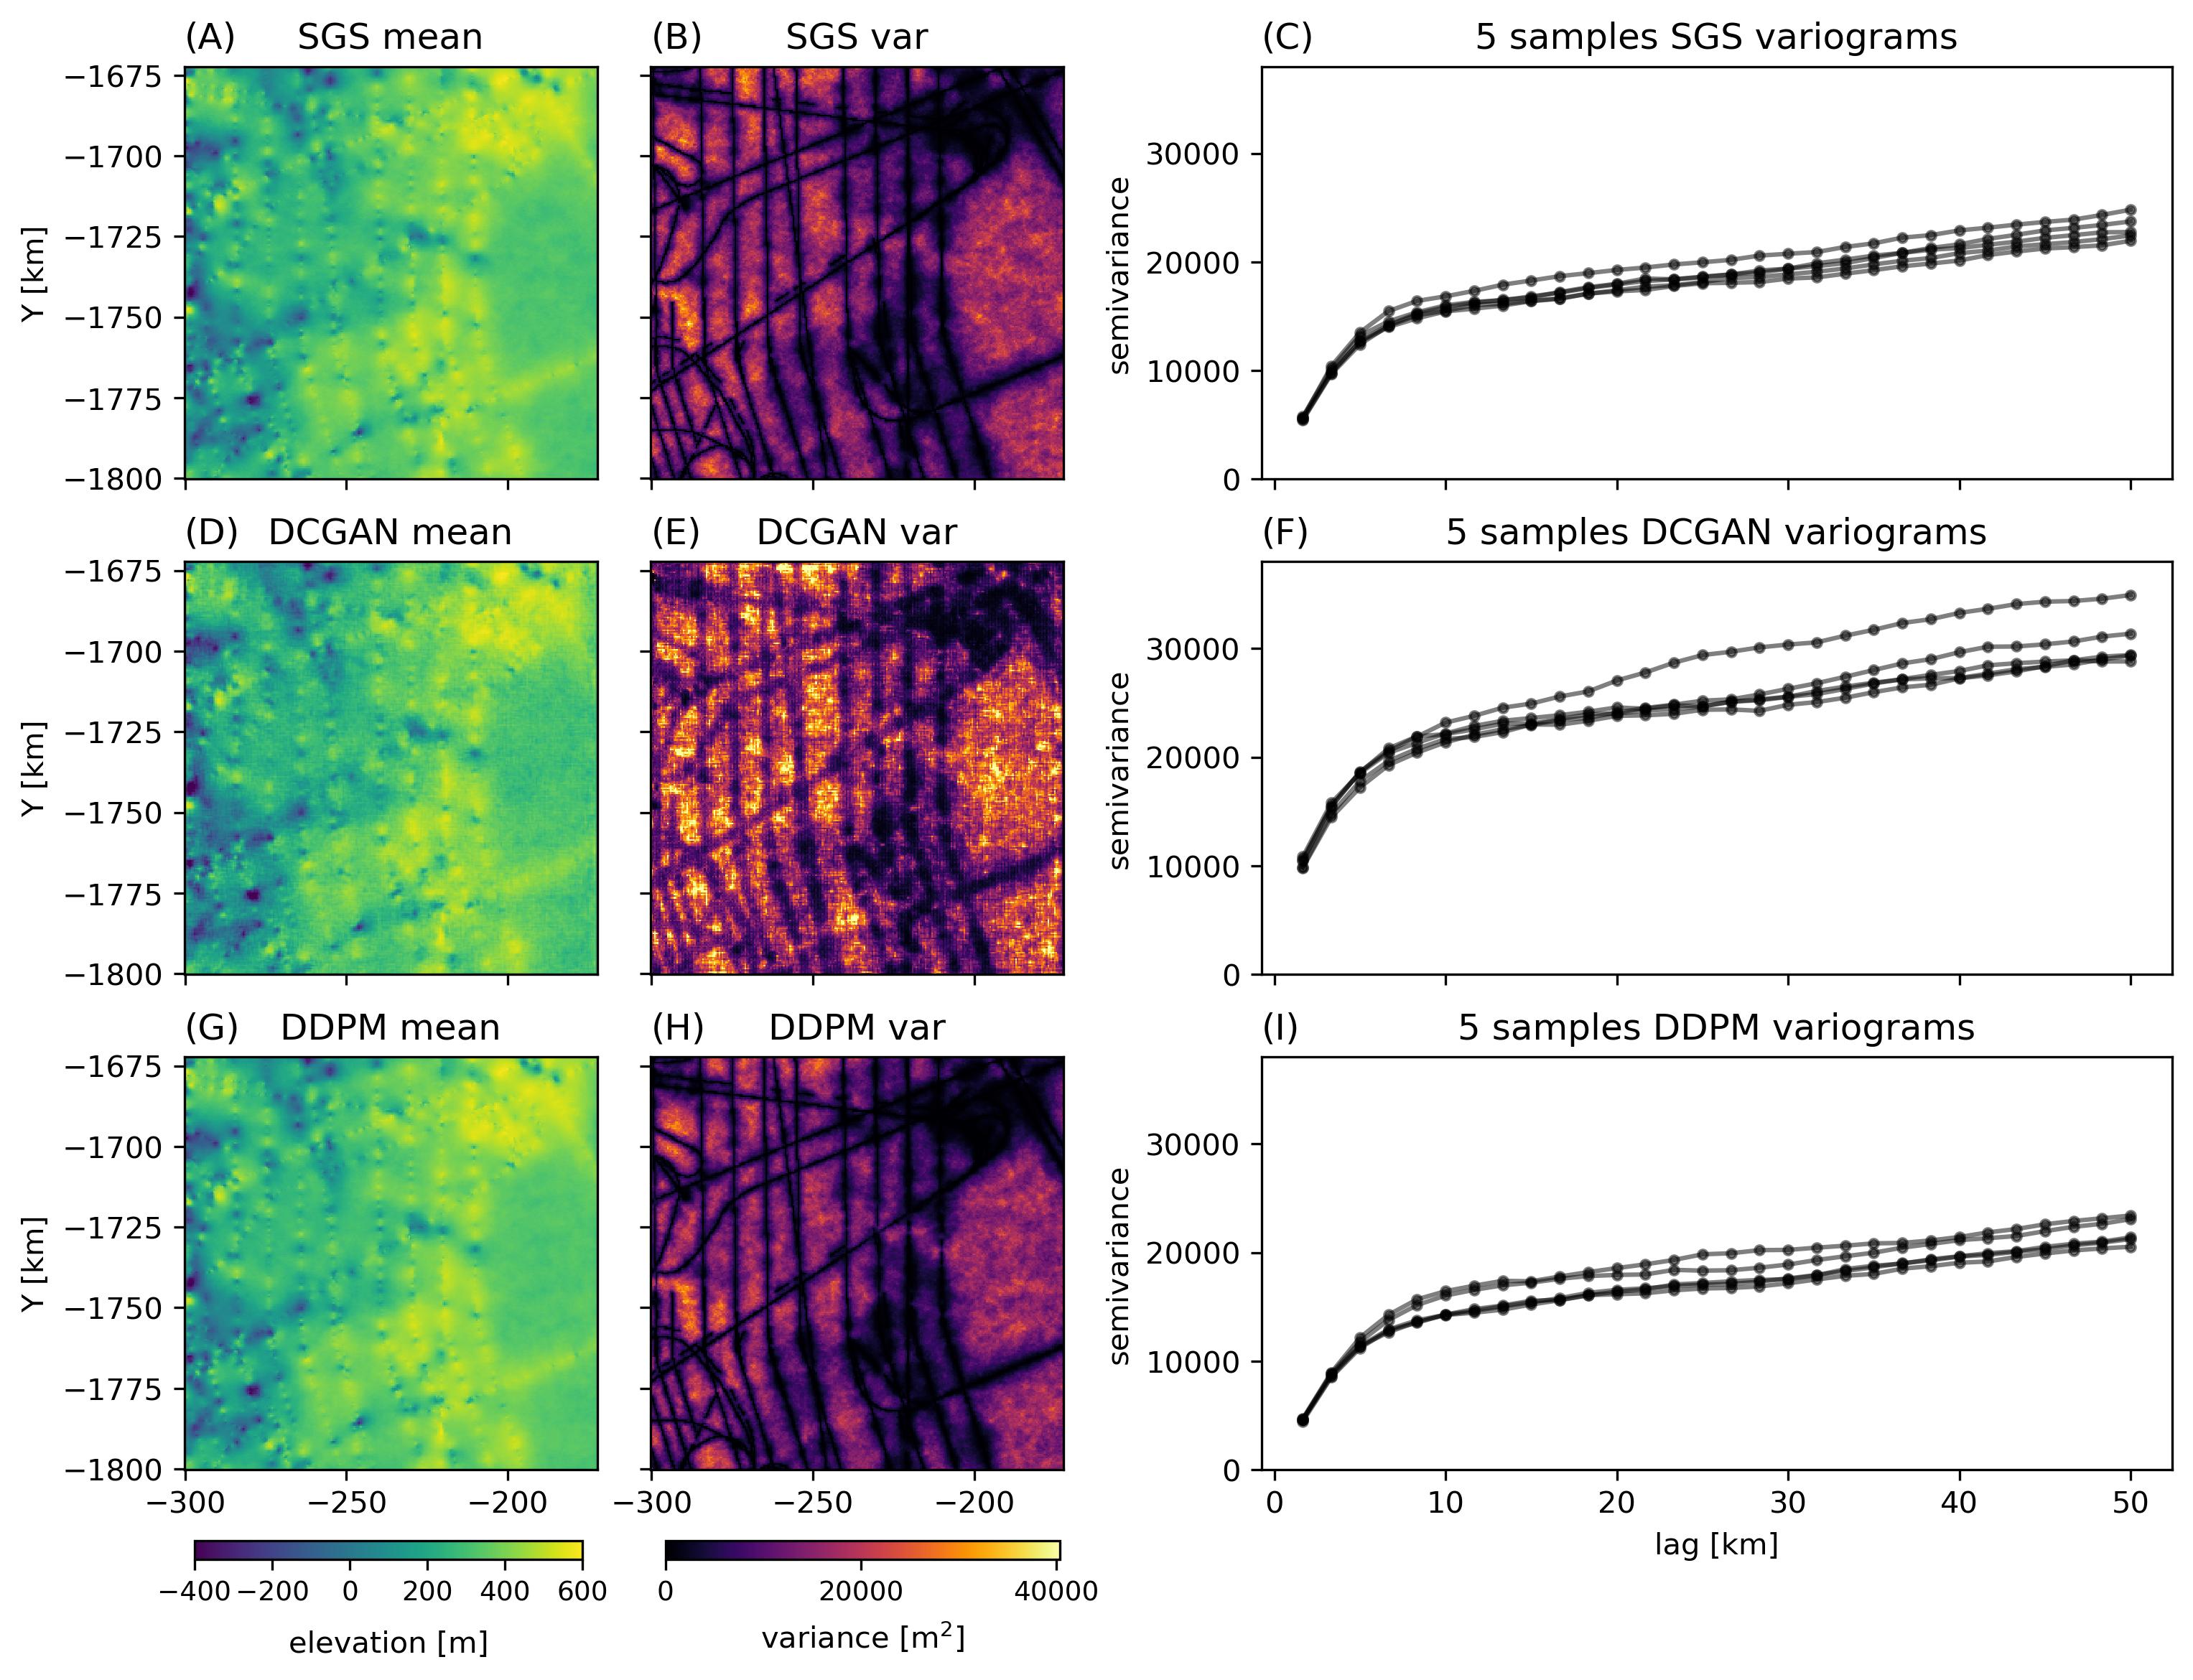 (A) SGS mean
(B) SGS var
(C) 5 samples SGS variograms
−1675
−1700
−1725
−1750
−1775
−1800
Y [km]
30000
20000
10000
0
semivariance
(D) DCGAN mean
(E) DCGAN var
(F) 5 samples DCGAN variograms
−1675
−1700
−1725
−1750
−1775
−1800
Y [km]
30000
20000
10000
0
semivariance
(G) DDPM mean
(H) DDPM var
(I) 5 samples DDPM variograms
−1675
−1700
−1725
−1750
−1775
−1800
Y [km]
30000
20000
10000
0
semivariance
−300 −250 −200
−300 −250 −200
0 10 20 30 40 50
lag [km]
−400 −200 0 200 400 600
elevation [m]
0 20000 40000
variance [m²]